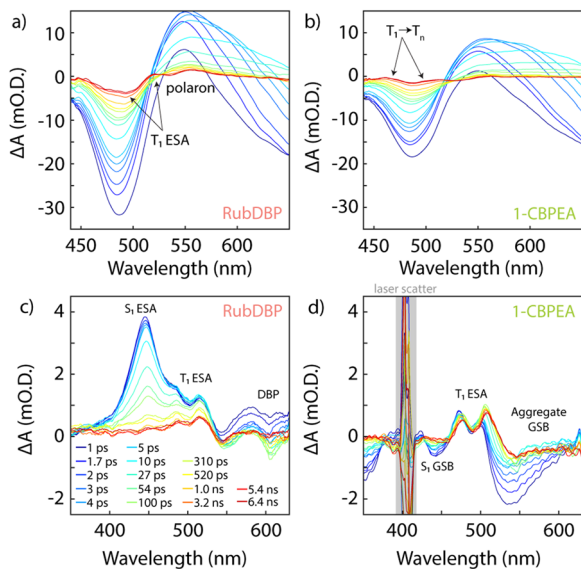 a)
b)
10
0
-10
-20
-30
ΔA (mO.D.)
polaron
T1 ESA
RubDBP
450 500 550 600
Wavelength (nm)
10
0
-10
-20
-30
ΔA (mO.D.)
T1→Tn
1-CBPEA
450 500 550 600
Wavelength (nm)
laser scatter
c)
RubDBP
4
2
0
-2
ΔA (mO.D.)
S1 ESA
T1 ESA
DBP
1 ps 5 ps
1.7 ps 10 ps 310 ps
2 ps 27 ps 520 ps
3 ps 54 ps 1.0 ns 5.4 ns
4 ps 100 ps 3.2 ns 6.4 ns
400 500 600
Wavelength (nm)
d)
1-CBPEA
4
2
0
-2
ΔA (mO.D.)
T1 ESA
Aggregate
GSB
S1 GSB
400 500 600
Wavelength (nm)